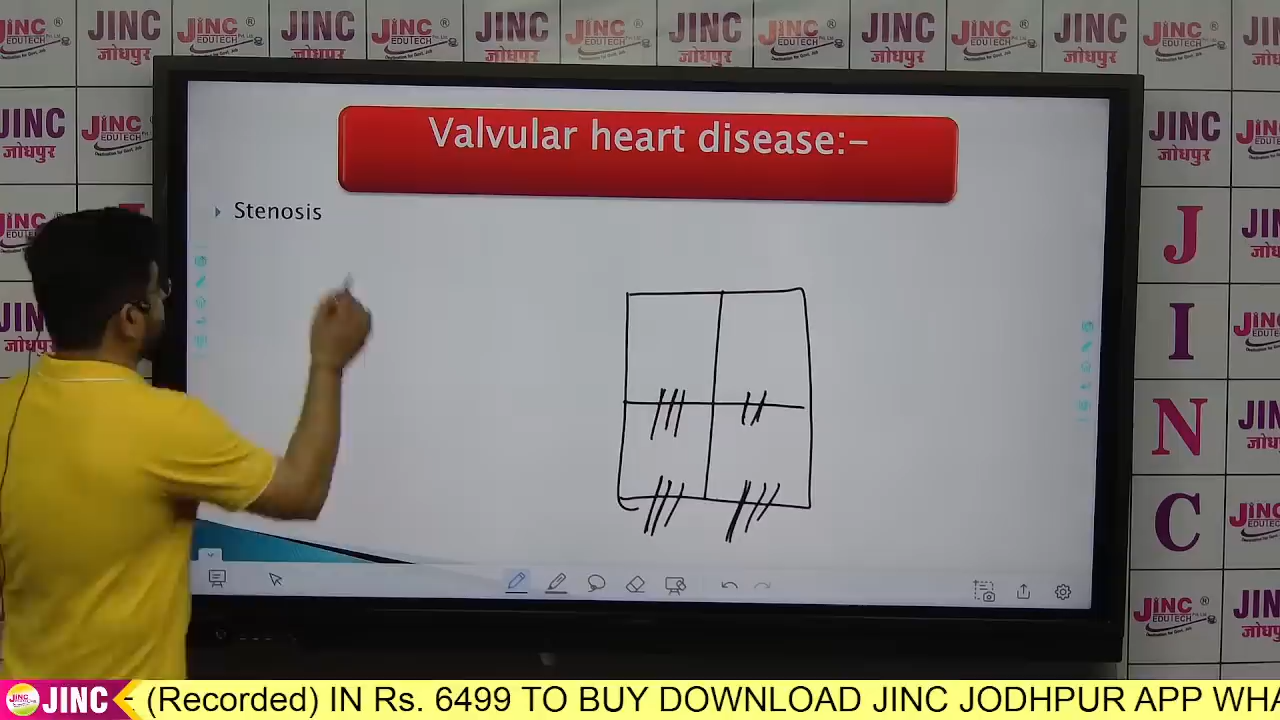 JINC
जोधपुर
JINC EDUTECH
Valvular heart disease:-
Stenosis
J
I
N
C
JINC - (Recorded) IN Rs. 6499 TO BUY DOWNLOAD JINC JODHPUR APP WHA